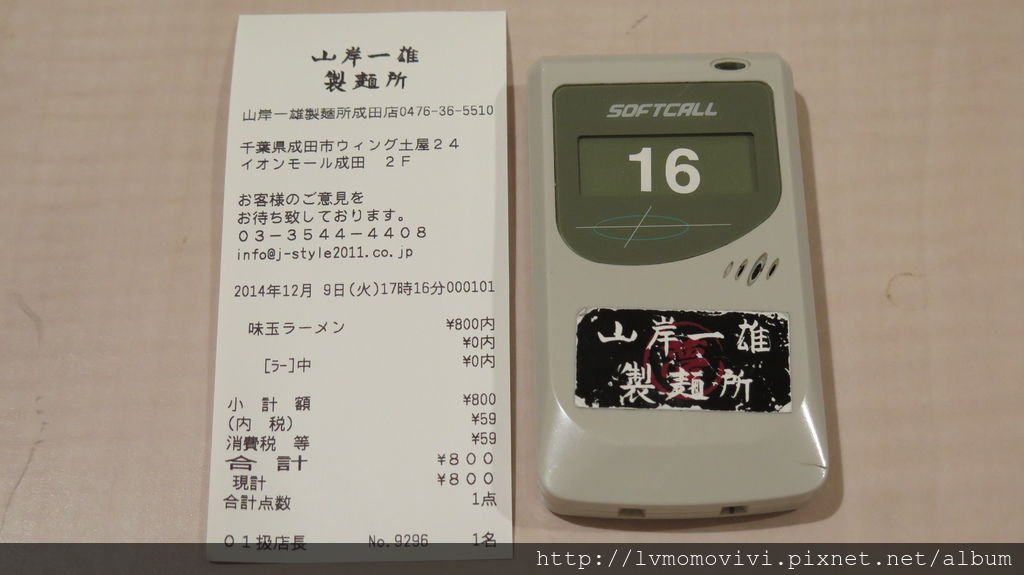 山岸一雄
製麺所
山岸一雄製麺所成田店0476-36-5510
千葉県成田市ウィング土屋24
イオンモール成田 2F
お客様のご意見を
お待ち致しております。
03-3544-4408
info@j-style2011.co.jp
2014年12月 9日(火)17時16分000101
味玉ラーメン ¥800内
¥0内
[ラー]中 ¥0内
小 計 額 ¥800
(内 税) ¥59
消費税 等 ¥59
合 計 ¥800
現計 ¥800
合計点数 1点
01扱店長 No.9296 1名
SOFTCALL
16
山岸一雄
製麺所
http://lvmomovivi.pixnet.net/album